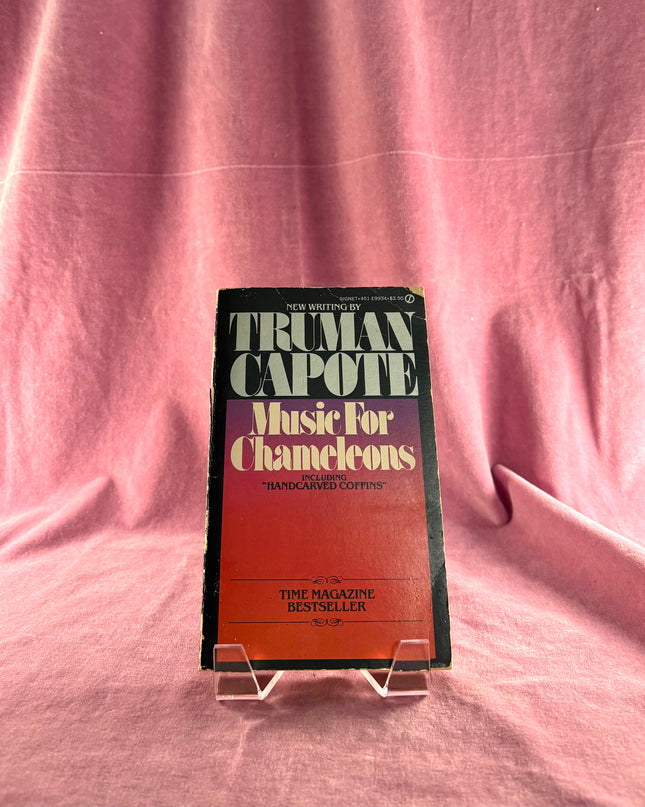 SIGNET•451-E9934•$3.50
NEW WRITING BY
TRUMAN
CAPOTE
Music For
Chameleons
INCLUDING
"HANDCARVED COFFINS"
TIME MAGAZINE
BESTSELLER